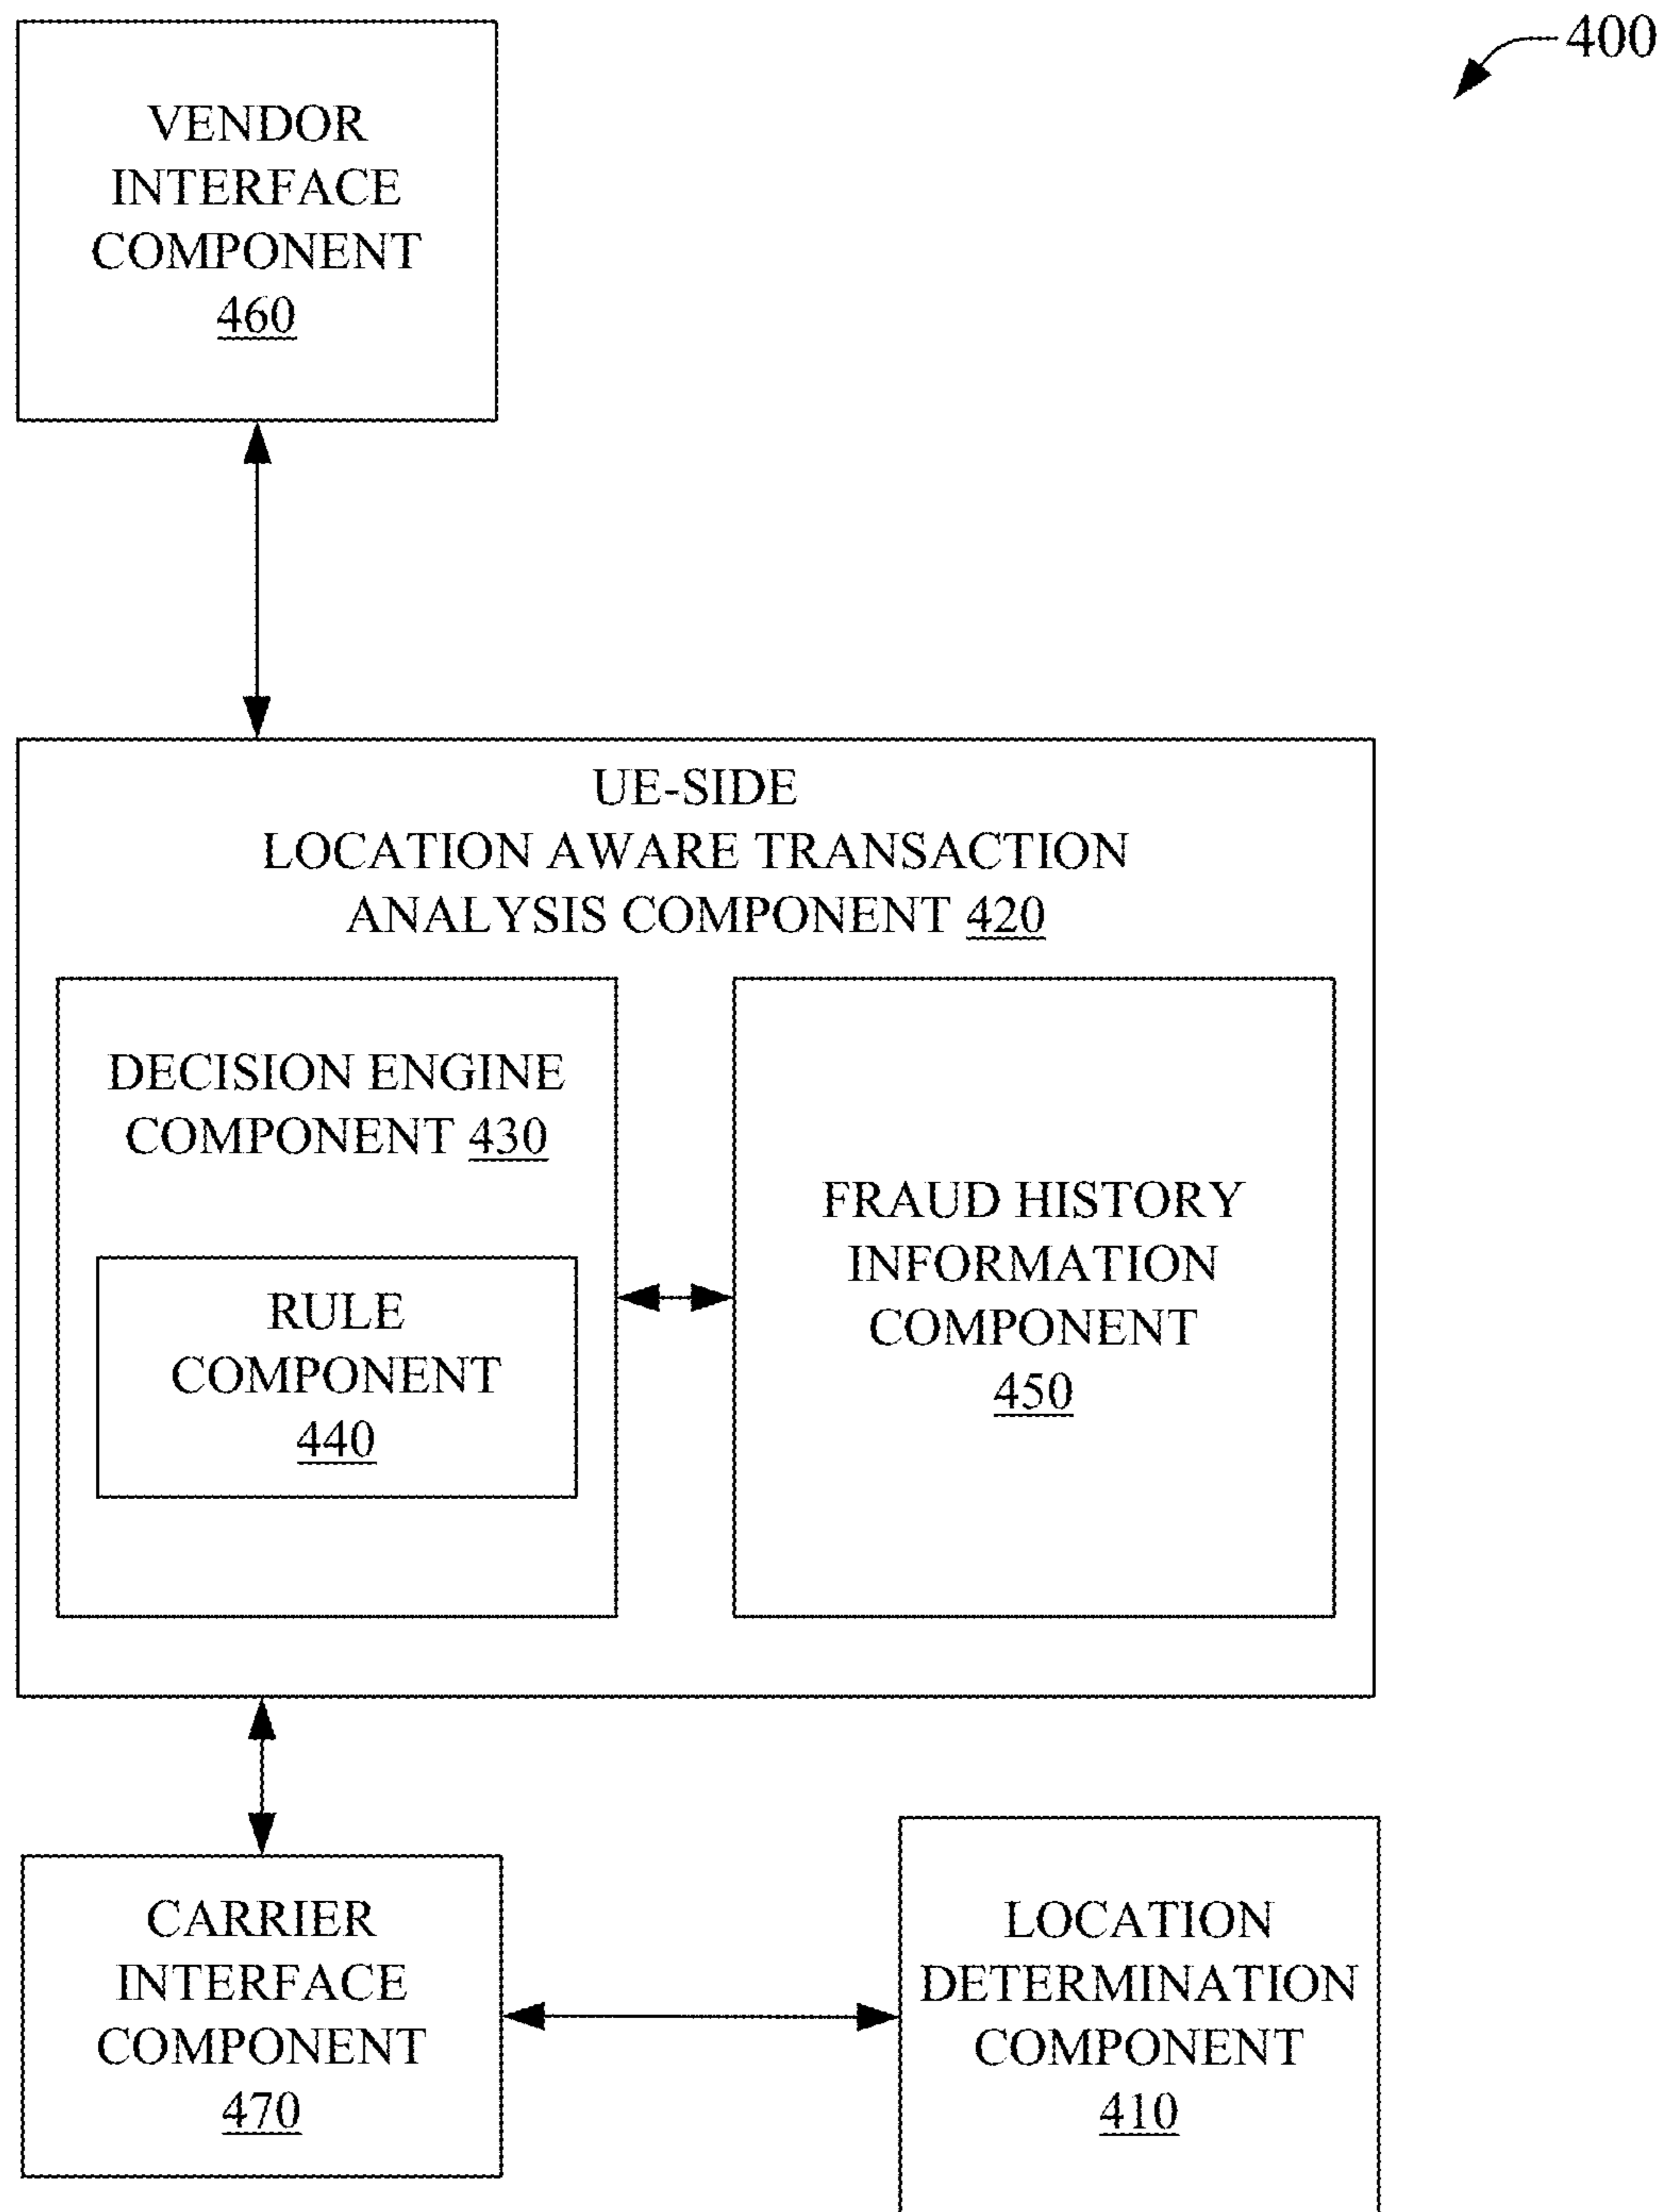 400
VENDOR
INTERFACE
COMPONENT
460
UE-SIDE
LOCATION AWARE TRANSACTION
ANALYSIS COMPONENT 420
DECISION ENGINE
COMPONENT 430
RULE
COMPONENT
440
FRAUD HISTORY
INFORMATION
COMPONENT
450
CARRIER
INTERFACE
COMPONENT
470
LOCATION
DETERMINATION
COMPONENT
410